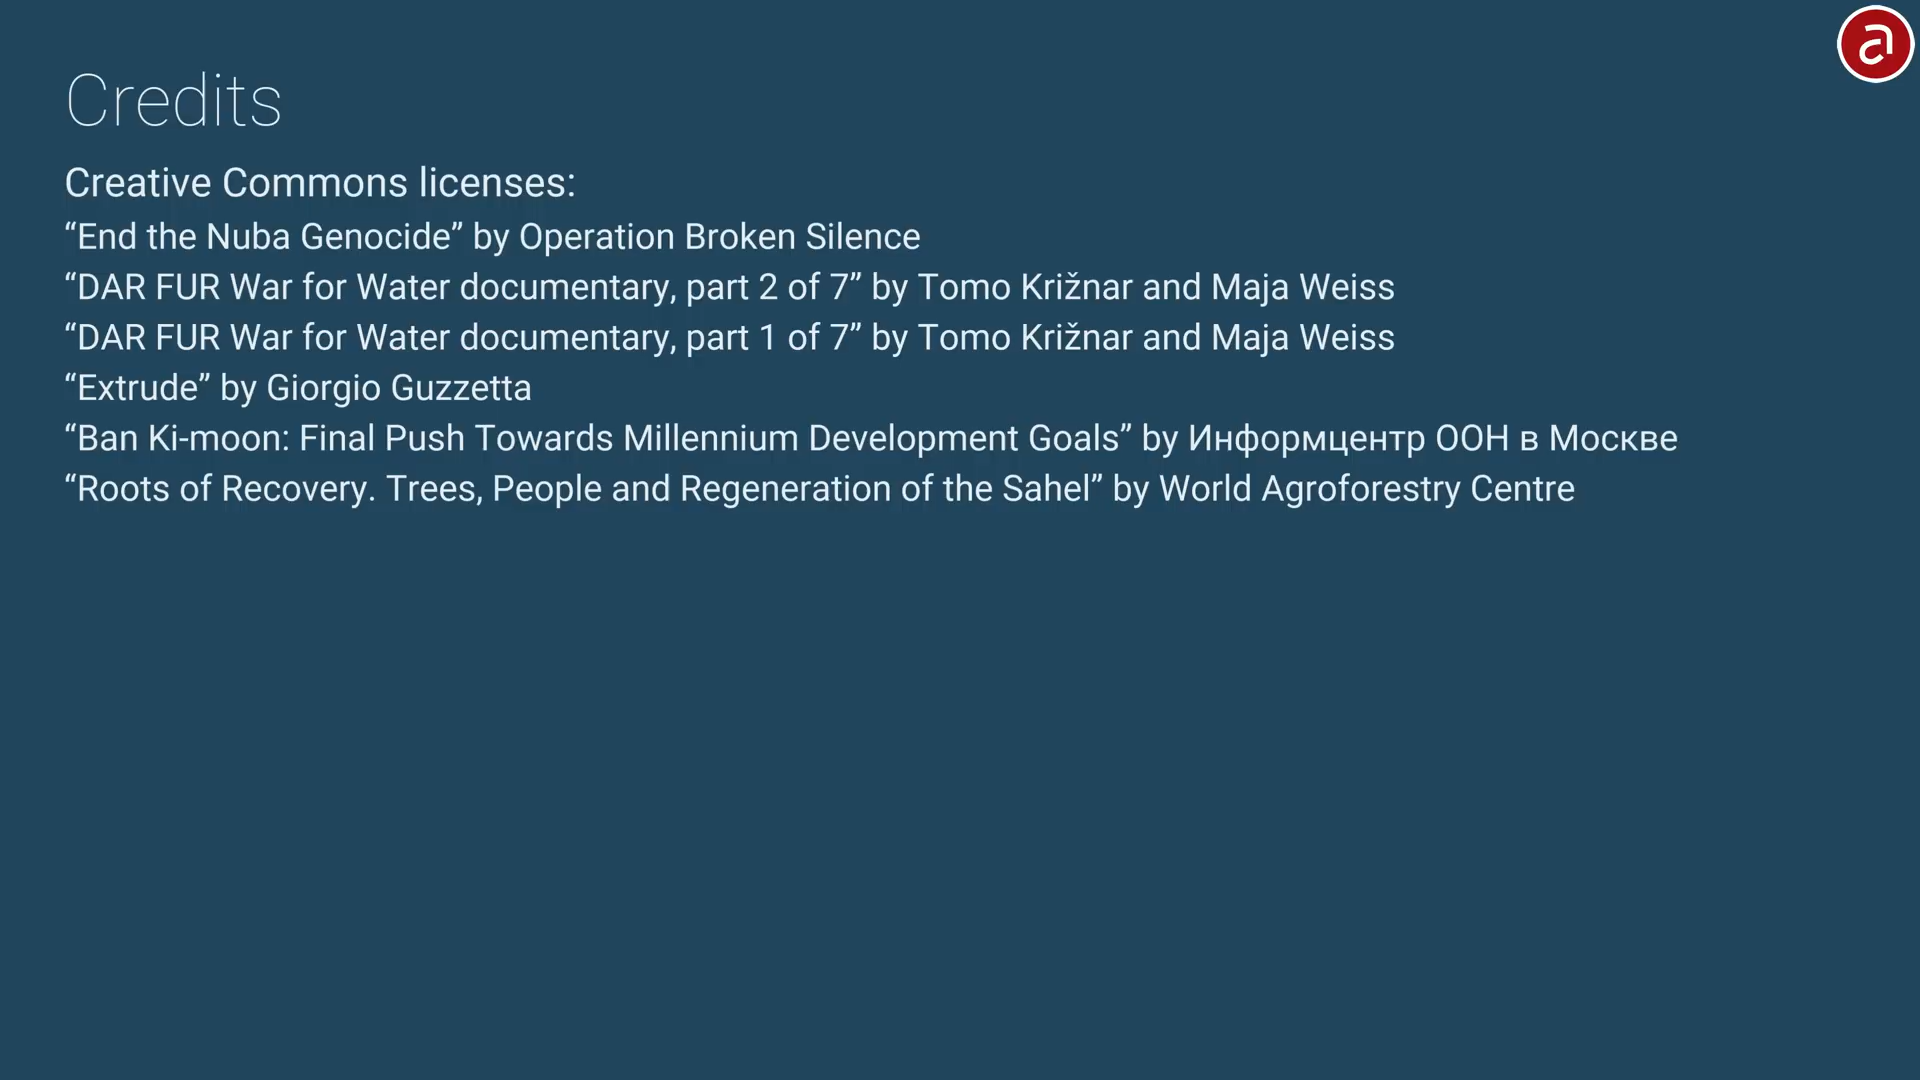 Credits
Creative Commons licenses:
“End the Nuba Genocide” by Operation Broken Silence
“DAR FUR War for Water documentary, part 2 of 7” by Tomo Križnar and Maja Weiss
“DAR FUR War for Water documentary, part 1 of 7” by Tomo Križnar and Maja Weiss
“Extrude” by Giorgio Guzzetta
“Ban Ki-moon: Final Push Towards Millennium Development Goals” by Информцентр ООН в Москве
“Roots of Recovery. Trees, People and Regeneration of the Sahel” by World Agroforestry Centre